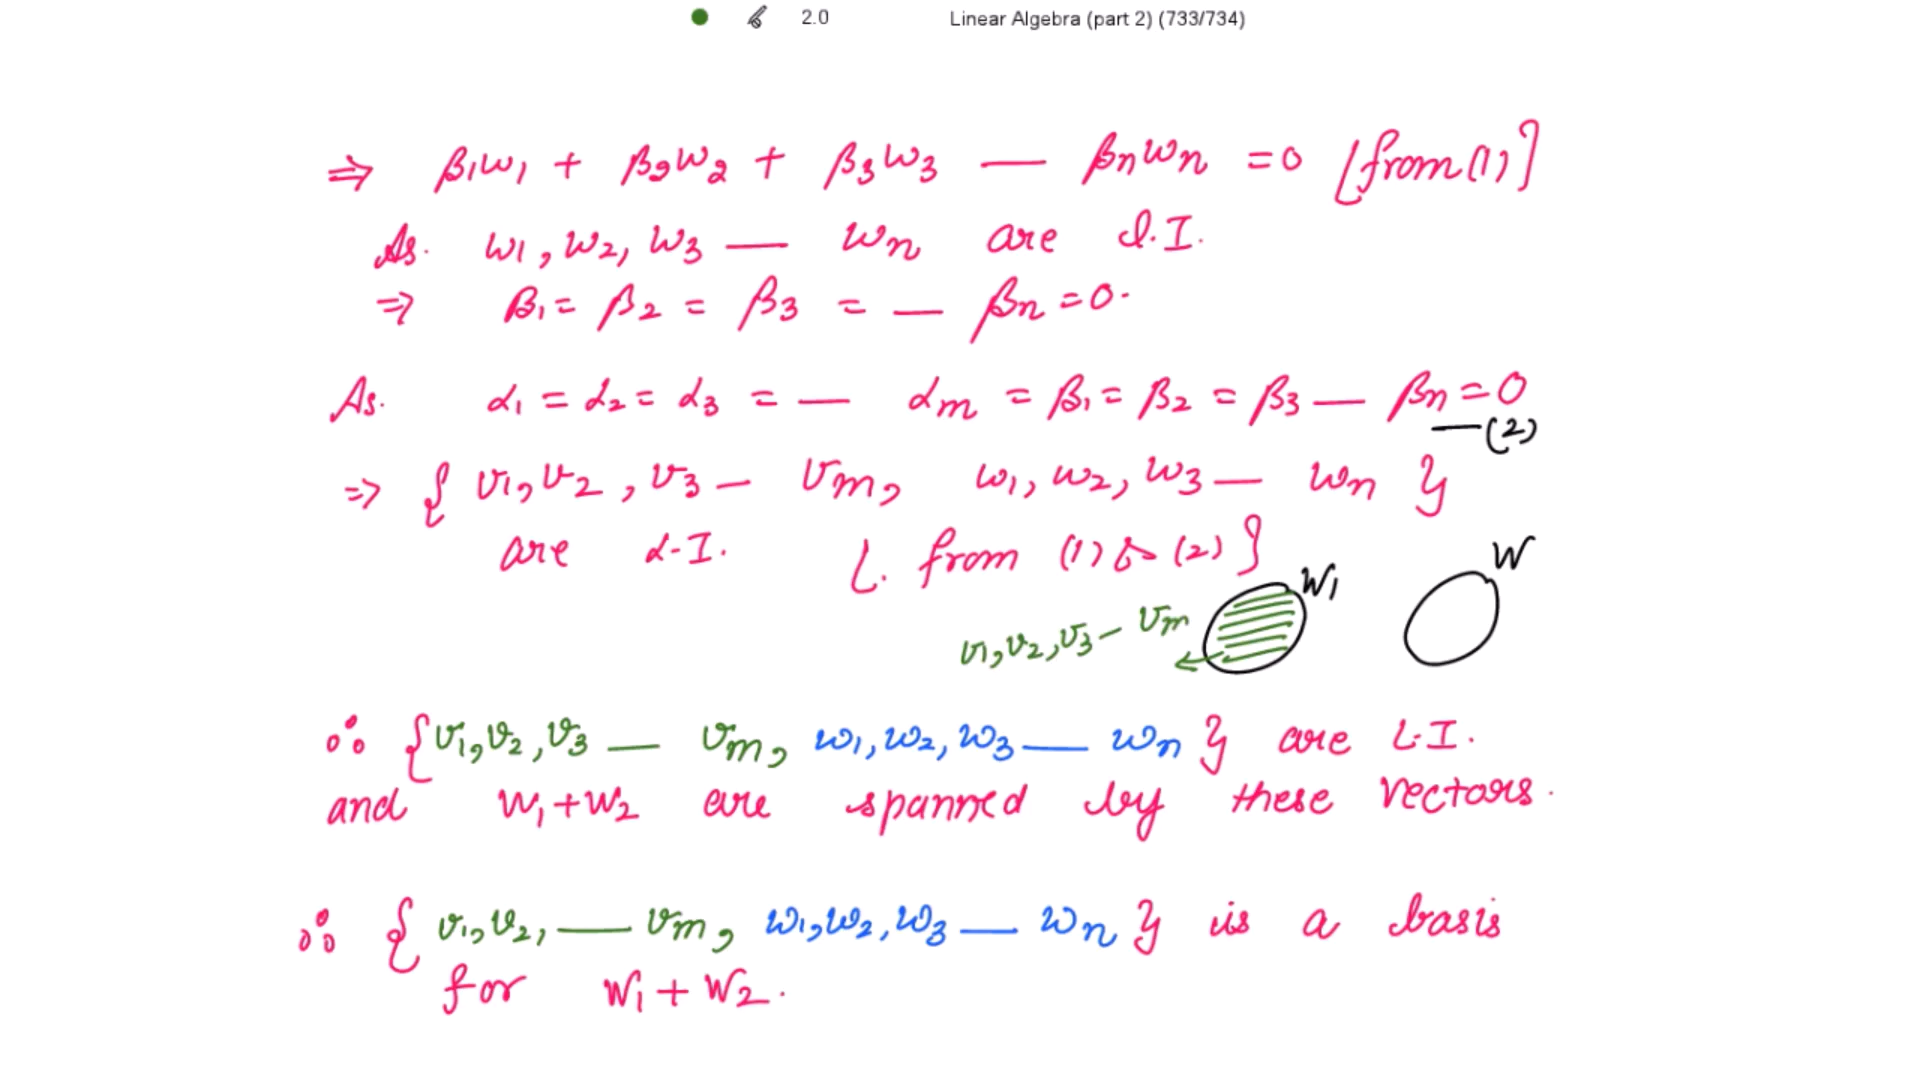 2.0 Linear Algebra (part 2) (733/734)
⇒ β1w1 + β2w2 + β3w3 — βnwn = 0 [from (1)]
As. w1, w2, w3 — wn are L.I.
⇒ β1 = β2 = β3 = — βn = 0.
As. α1 = α2 = α3 = — αm = β1 = β2 = β3 — βn = 0
—(2)
⇒ { v1, v2, v3 — vm, w1, w2, w3 — wn }
are L.I. [. from (1) & (2)}
W1 W
v1, v2, v3 — vm
∴ {v1, v2, v3 — vm, w1, w2, w3 — wn } are L.I.
and W1 + W2 are spanned by these vectors.
∴ { v1, v2, — vm, w1, w2, w3 — wn } is a basis
for W1 + W2.